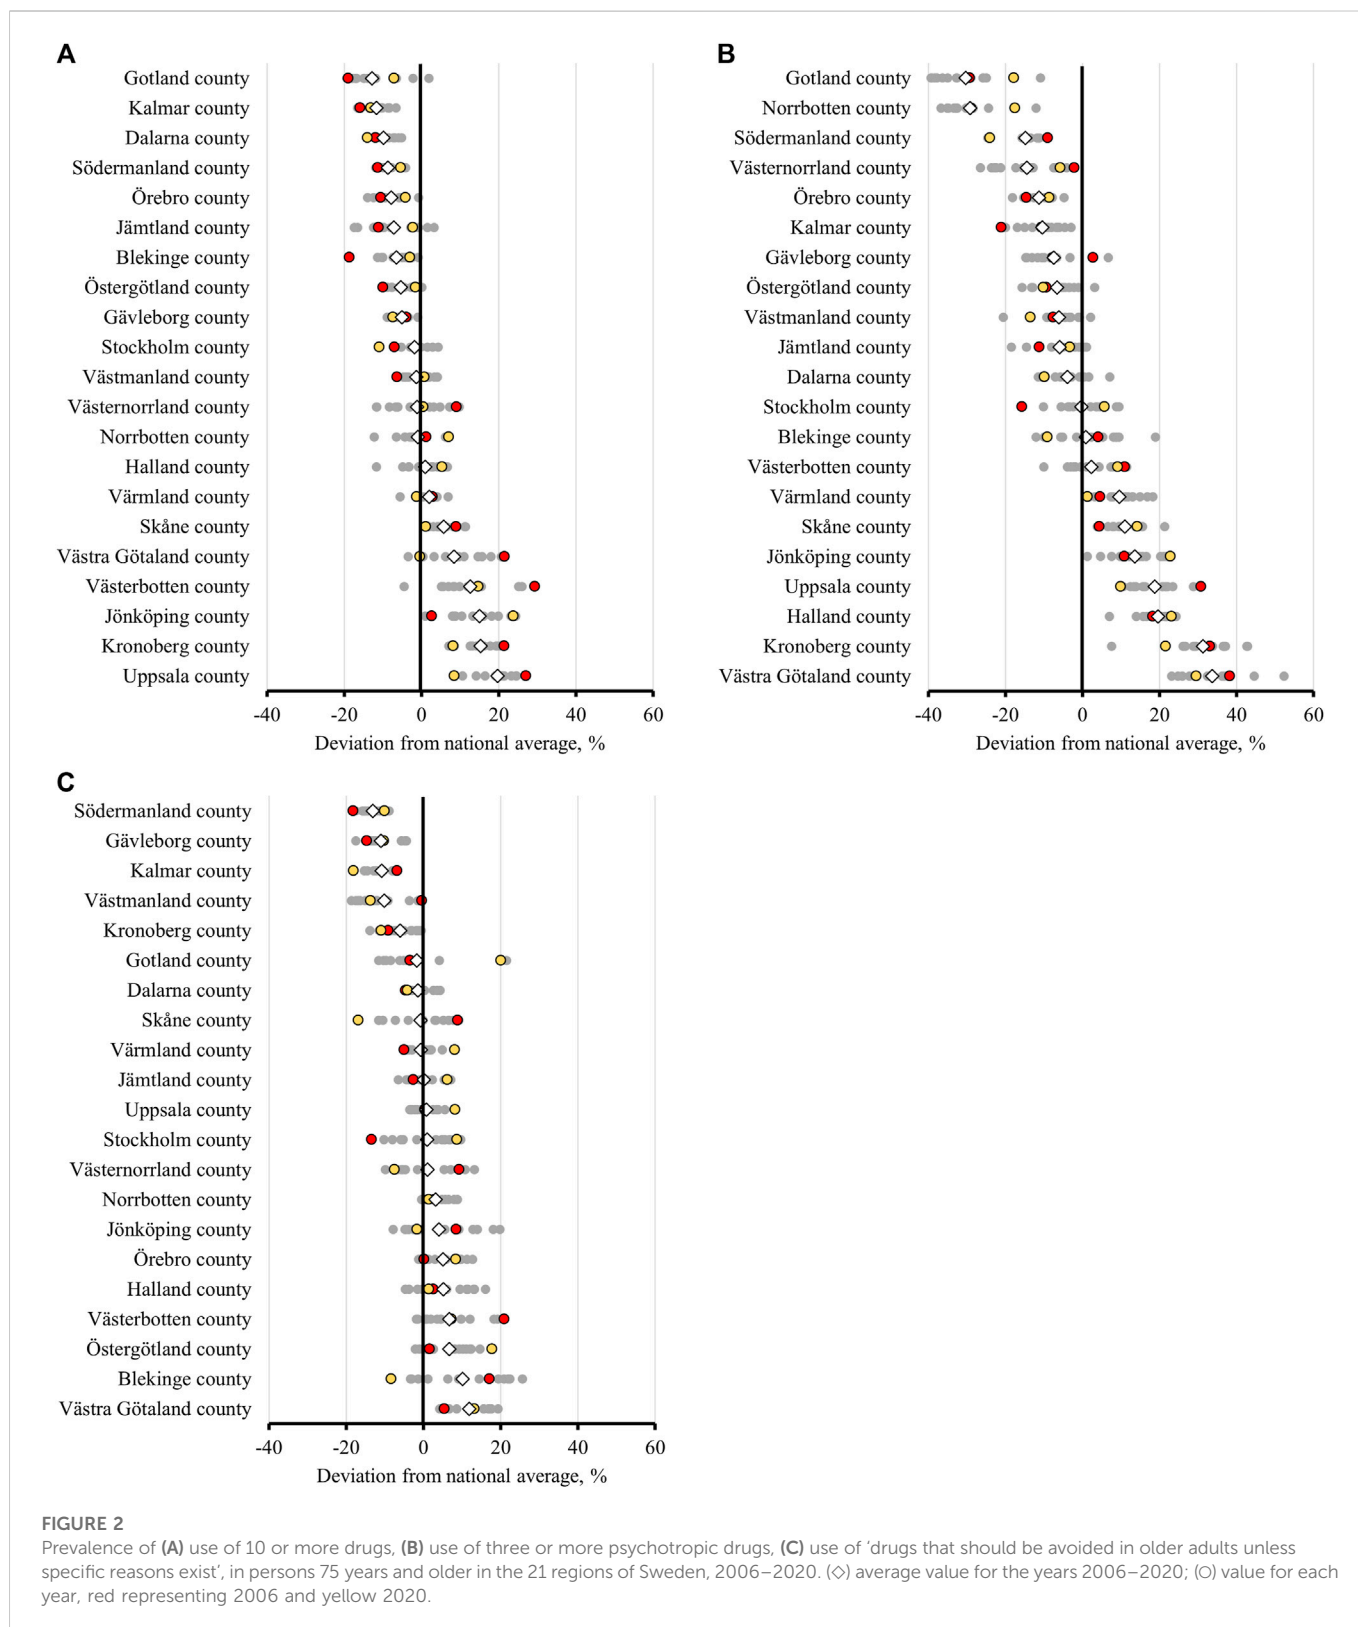 A
Gotland county
Kalmar county
Dalarna county
Södermanland county
Örebro county
Jämtland county
Blekinge county
Östergötland county
Gävleborg county
Stockholm county
Västmanland county
Västernorrland county
Norrbotten county
Halland county
Värmland county
Skåne county
Västra Götaland county
Västerbotten county
Jönköping county
Kronoberg county
Uppsala county
-40 -20 0 20 40 60
Deviation from national average, %
B
Gotland county
Norrbotten county
Södermanland county
Västernorrland county
Örebro county
Kalmar county
Gävleborg county
Östergötland county
Västmanland county
Jämtland county
Dalarna county
Stockholm county
Blekinge county
Västerbotten county
Värmland county
Skåne county
Jönköping county
Uppsala county
Halland county
Kronoberg county
Västra Götaland county
-40 -20 0 20 40 60
Deviation from national average, %
C
Södermanland county
Gävleborg county
Kalmar county
Västmanland county
Kronoberg county
Gotland county
Dalarna county
Skåne county
Värmland county
Jämtland county
Uppsala county
Stockholm county
Västernorrland county
Norrbotten county
Jönköping county
Örebro county
Halland county
Västerbotten county
Östergötland county
Blekinge county
Västra Götaland county
-40 -20 0 20 40 60
Deviation from national average, %
FIGURE 2
Prevalence of (A) use of 10 or more drugs, (B) use of three or more psychotropic drugs, (C) use of ‘drugs that should be avoided in older adults unless
specific reasons exist’, in persons 75 years and older in the 21 regions of Sweden, 2006–2020. (◇) average value for the years 2006–2020; (○) value for each
year, red representing 2006 and yellow 2020.